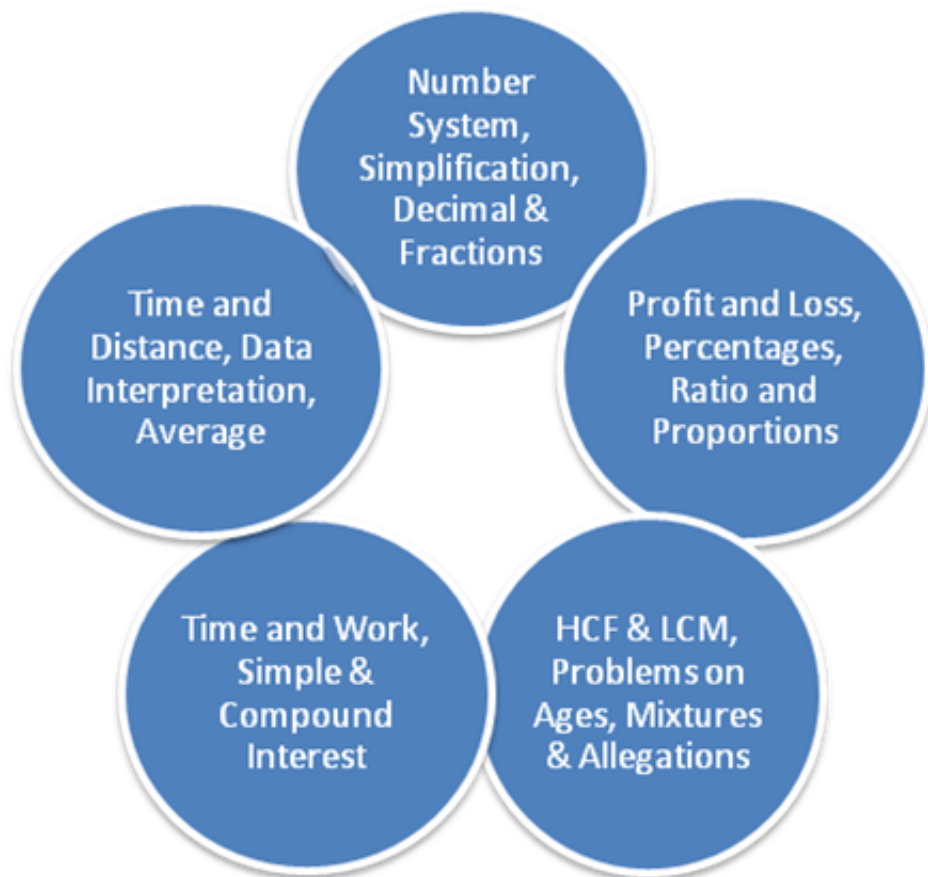 Number
System,
Simplification,
Decimal &
Fractions
Profit and Loss,
Percentages,
Ratio and
Proportions
HCF & LCM,
Problems on
Ages, Mixtures
& Allegations
Time and Work,
Simple &
Compound
Interest
Time and
Distance, Data
Interpretation,
Average